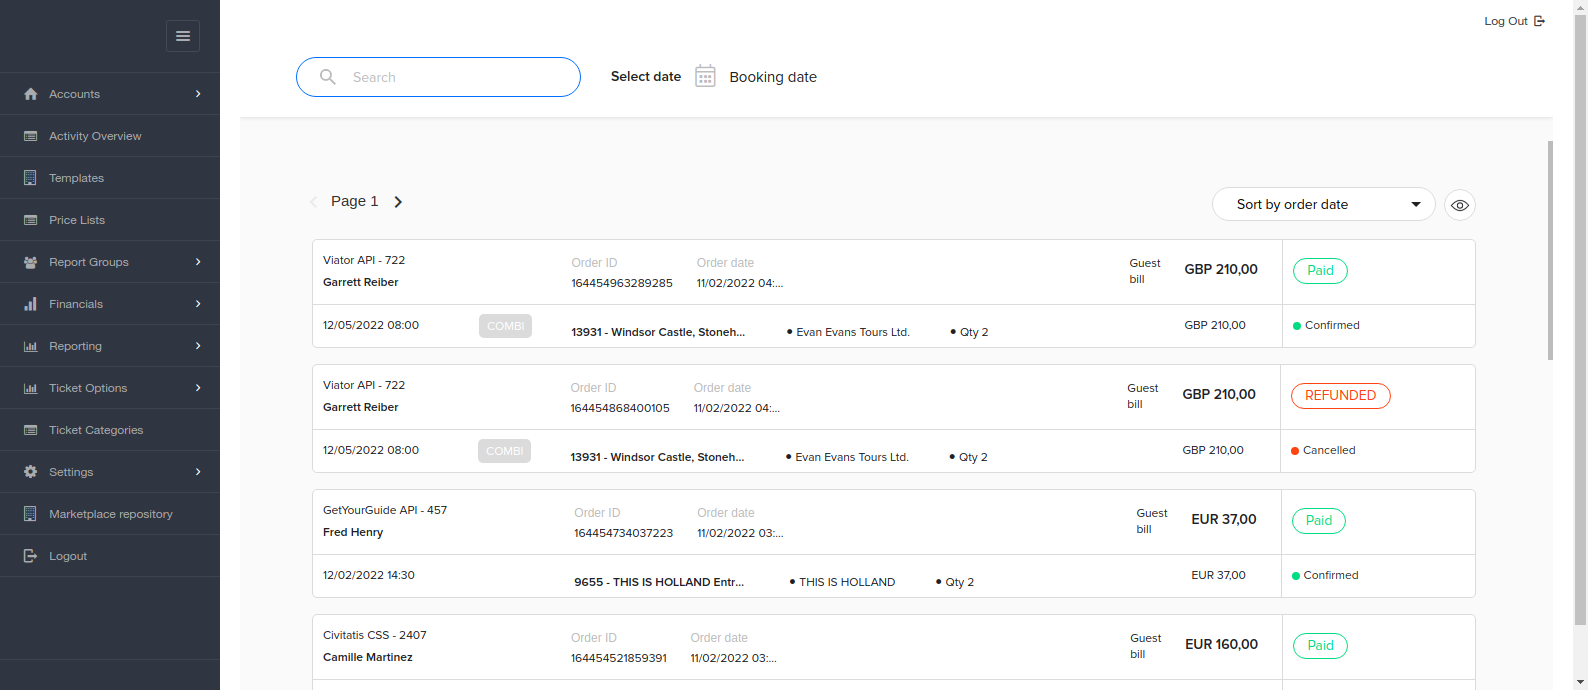 Log Out
Search
Select date
Booking date
Accounts
Activity Overview
Templates
Price Lists
Report Groups
Financials
Reporting
Ticket Options
Ticket Categories
Settings
Marketplace repository
Logout
Page 1
Sort by order date
Viator API - 722
Garrett Reiber
Order ID
164454963289285
Order date
11/02/2022 04:...
Guest
bill
GBP 210,00
Paid
12/05/2022 08:00
COMBI
13931 - Windsor Castle, Stoneh...
• Evan Evans Tours Ltd.
• Qty 2
GBP 210,00
Confirmed
Viator API - 722
Garrett Reiber
Order ID
164454868400105
Order date
11/02/2022 04:...
Guest
bill
GBP 210,00
REFUNDED
12/05/2022 08:00
COMBI
13931 - Windsor Castle, Stoneh...
• Evan Evans Tours Ltd.
• Qty 2
GBP 210,00
Cancelled
GetYourGuide API - 457
Fred Henry
Order ID
164454734037223
Order date
11/02/2022 03:...
Guest
bill
EUR 37,00
Paid
12/02/2022 14:30
9655 - THIS IS HOLLAND Entr...
• THIS IS HOLLAND
• Qty 2
EUR 37,00
Confirmed
Civitatis CSS - 2407
Camille Martinez
Order ID
164454521859391
Order date
11/02/2022 03:...
Guest
bill
EUR 160,00
Paid